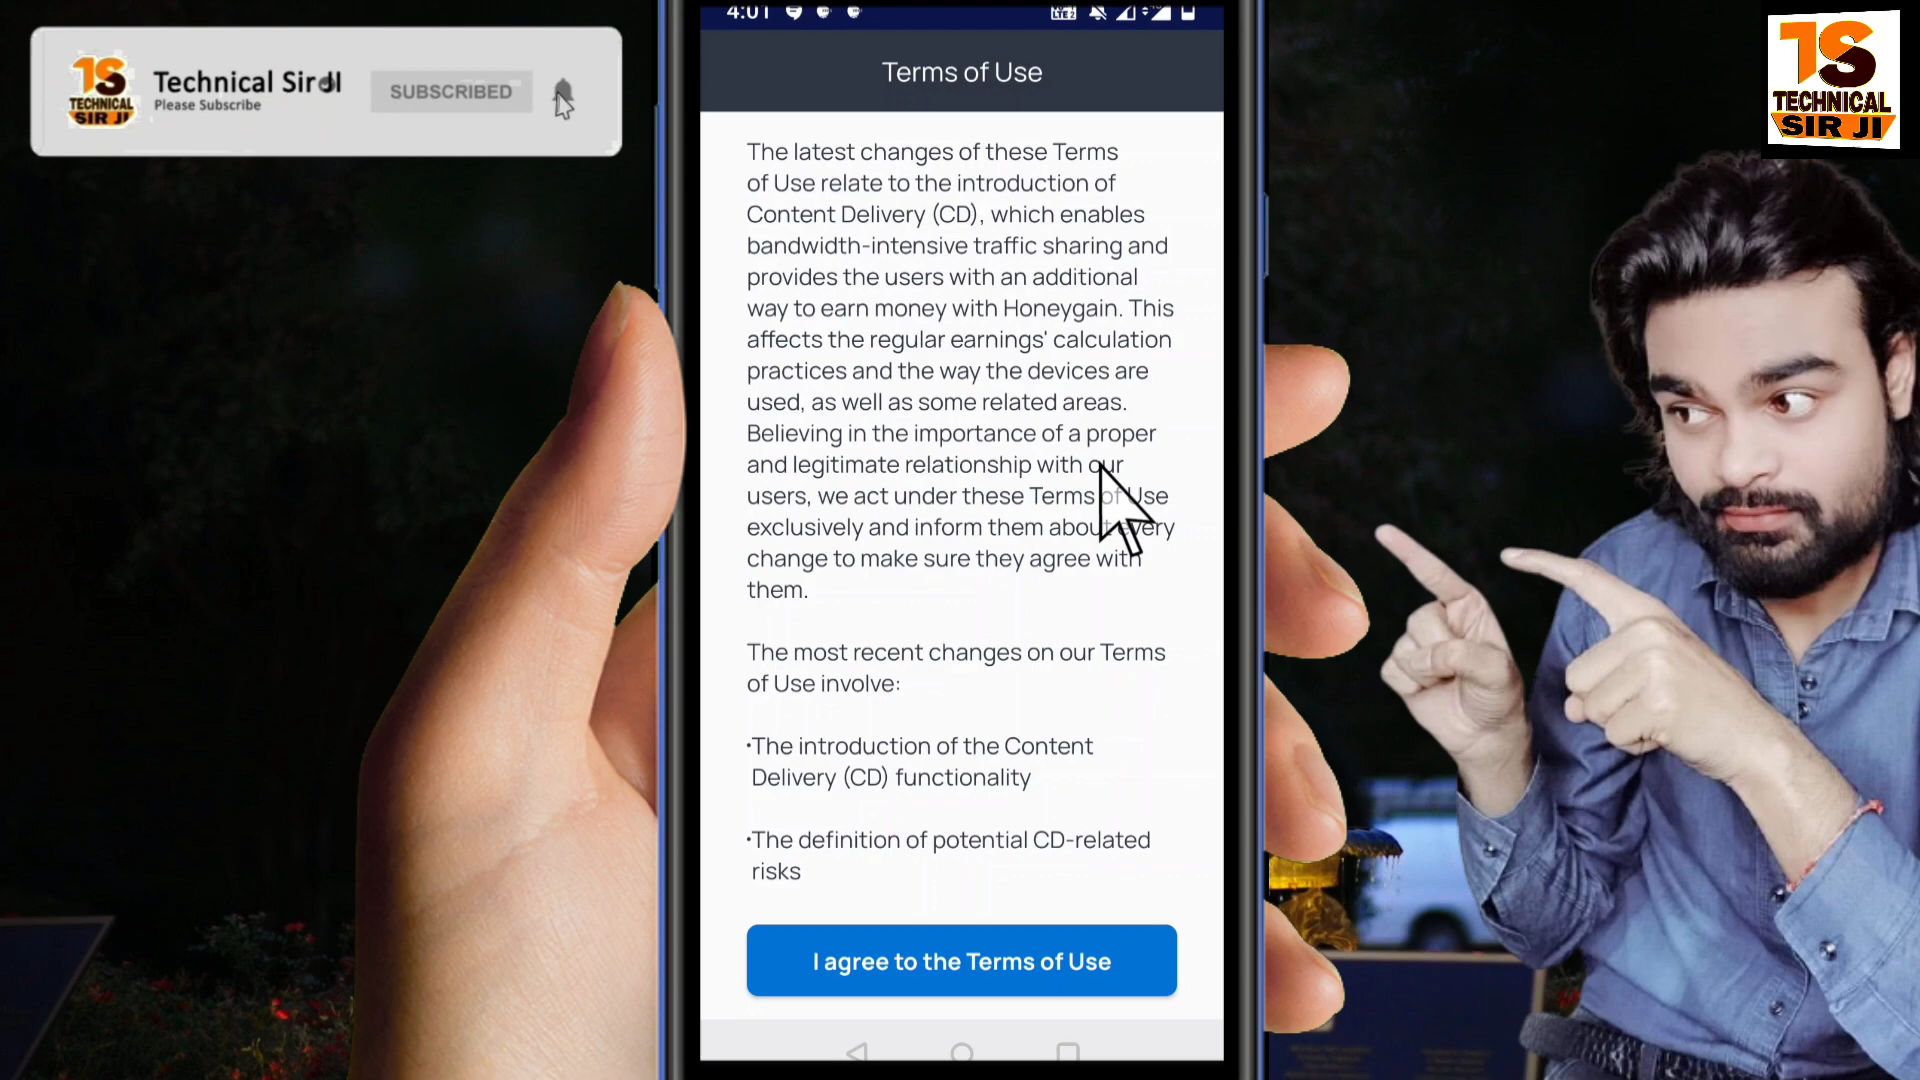 4:01
Terms of Use
TS
TECHNICAL
SIR JI
Technical Sir JI
Please Subscribe
SUBSCRIBED
TS
TECHNICAL
SIR JI
The latest changes of these Terms
of Use relate to the introduction of
Content Delivery (CD), which enables
bandwidth-intensive traffic sharing and
provides the users with an additional
way to earn money with Honeygain. This
affects the regular earnings' calculation
practices and the way the devices are
used, as well as some related areas.
Believing in the importance of a proper
and legitimate relationship with our
users, we act under these Terms of Use
exclusively and inform them about every
change to make sure they agree with
them.
The most recent changes on our Terms
of Use involve:
·The introduction of the Content
Delivery (CD) functionality
·The definition of potential CD-related
risks
I agree to the Terms of Use